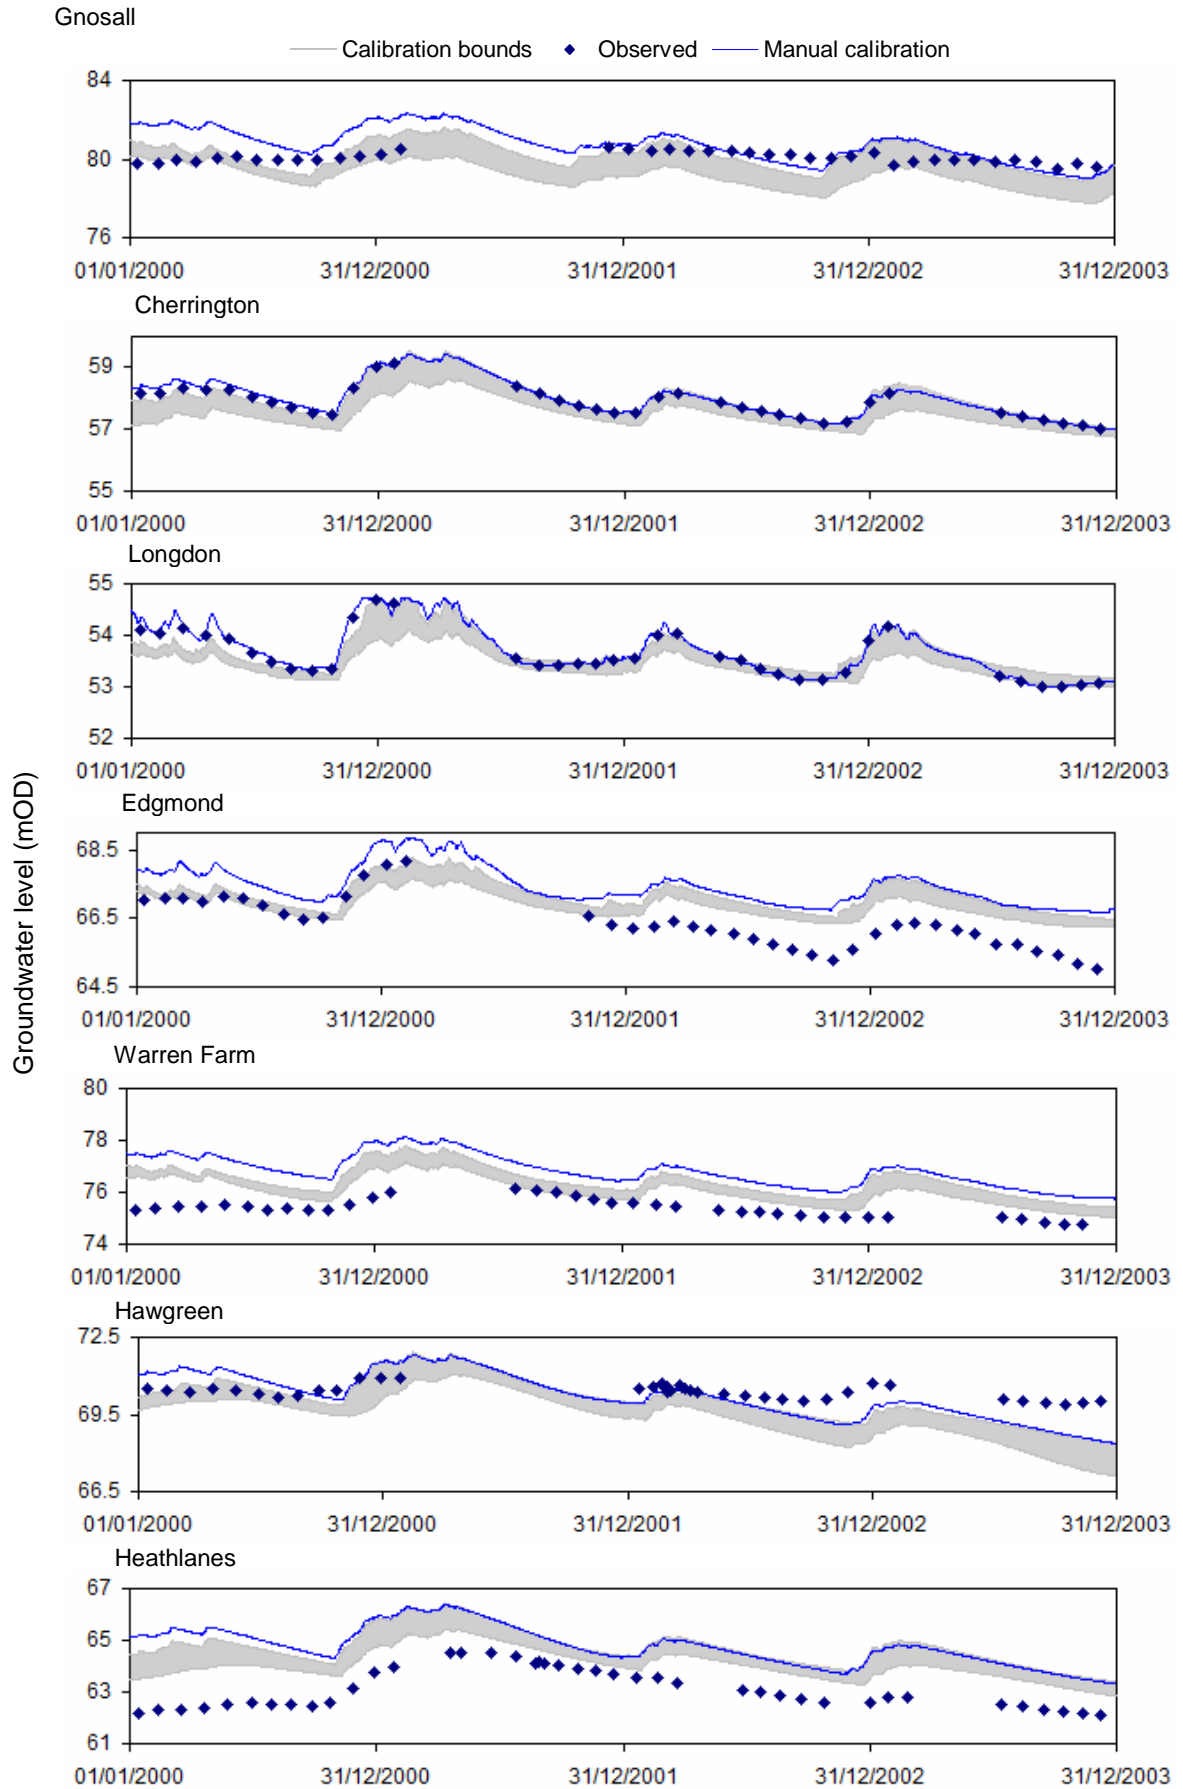 Gnosall
Calibration bounds Observed Manual calibration
84
80
76
01/01/2000 31/12/2000 31/12/2001 31/12/2002 31/12/2003
Cherrington
59
57
55
01/01/2000 31/12/2000 31/12/2001 31/12/2002 31/12/2003
Longdon
55
54
53
52
01/01/2000 31/12/2000 31/12/2001 31/12/2002 31/12/2003
Groundwater level (mOD)
Edgmond
68.5
66.5
64.5
01/01/2000 31/12/2000 31/12/2001 31/12/2002 31/12/2003
Warren Farm
80
78
76
74
01/01/2000 31/12/2000 31/12/2001 31/12/2002 31/12/2003
Hawgreen
72.5
69.5
66.5
01/01/2000 31/12/2000 31/12/2001 31/12/2002 31/12/2003
Heathlanes
67
65
63
61
01/01/2000 31/12/2000 31/12/2001 31/12/2002 31/12/2003